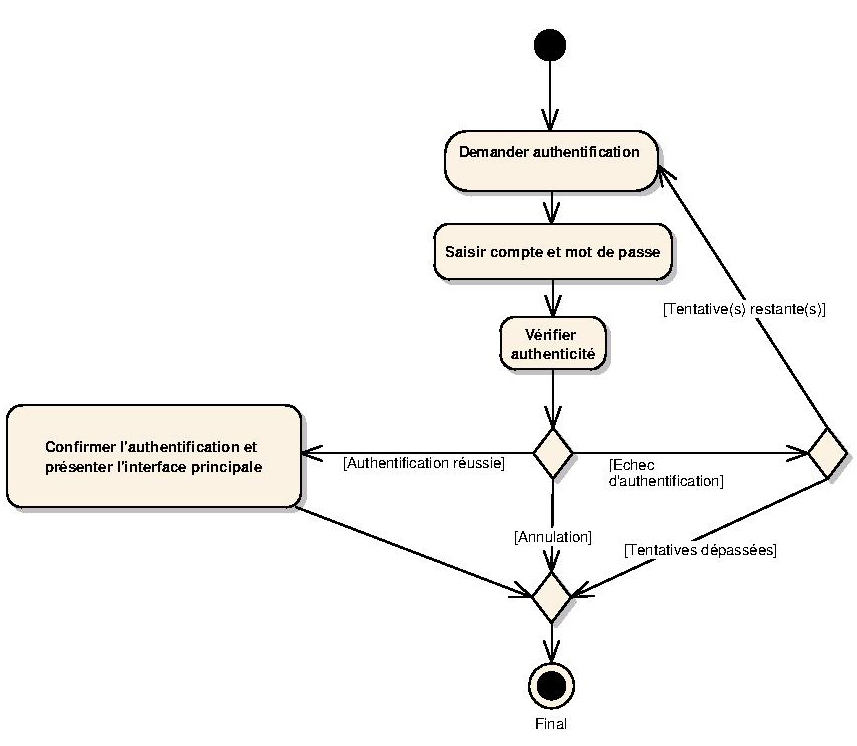 Demander authentification
Saisir compte et mot de passe
[Tentative(s) restante(s)]
Vérifier
authenticité
Confirmer l'authentification et
présenter l'interface principale
[Authentification réussie]
[Echec
d'authentification]
[Annulation]
[Tentatives dépassées]
Final